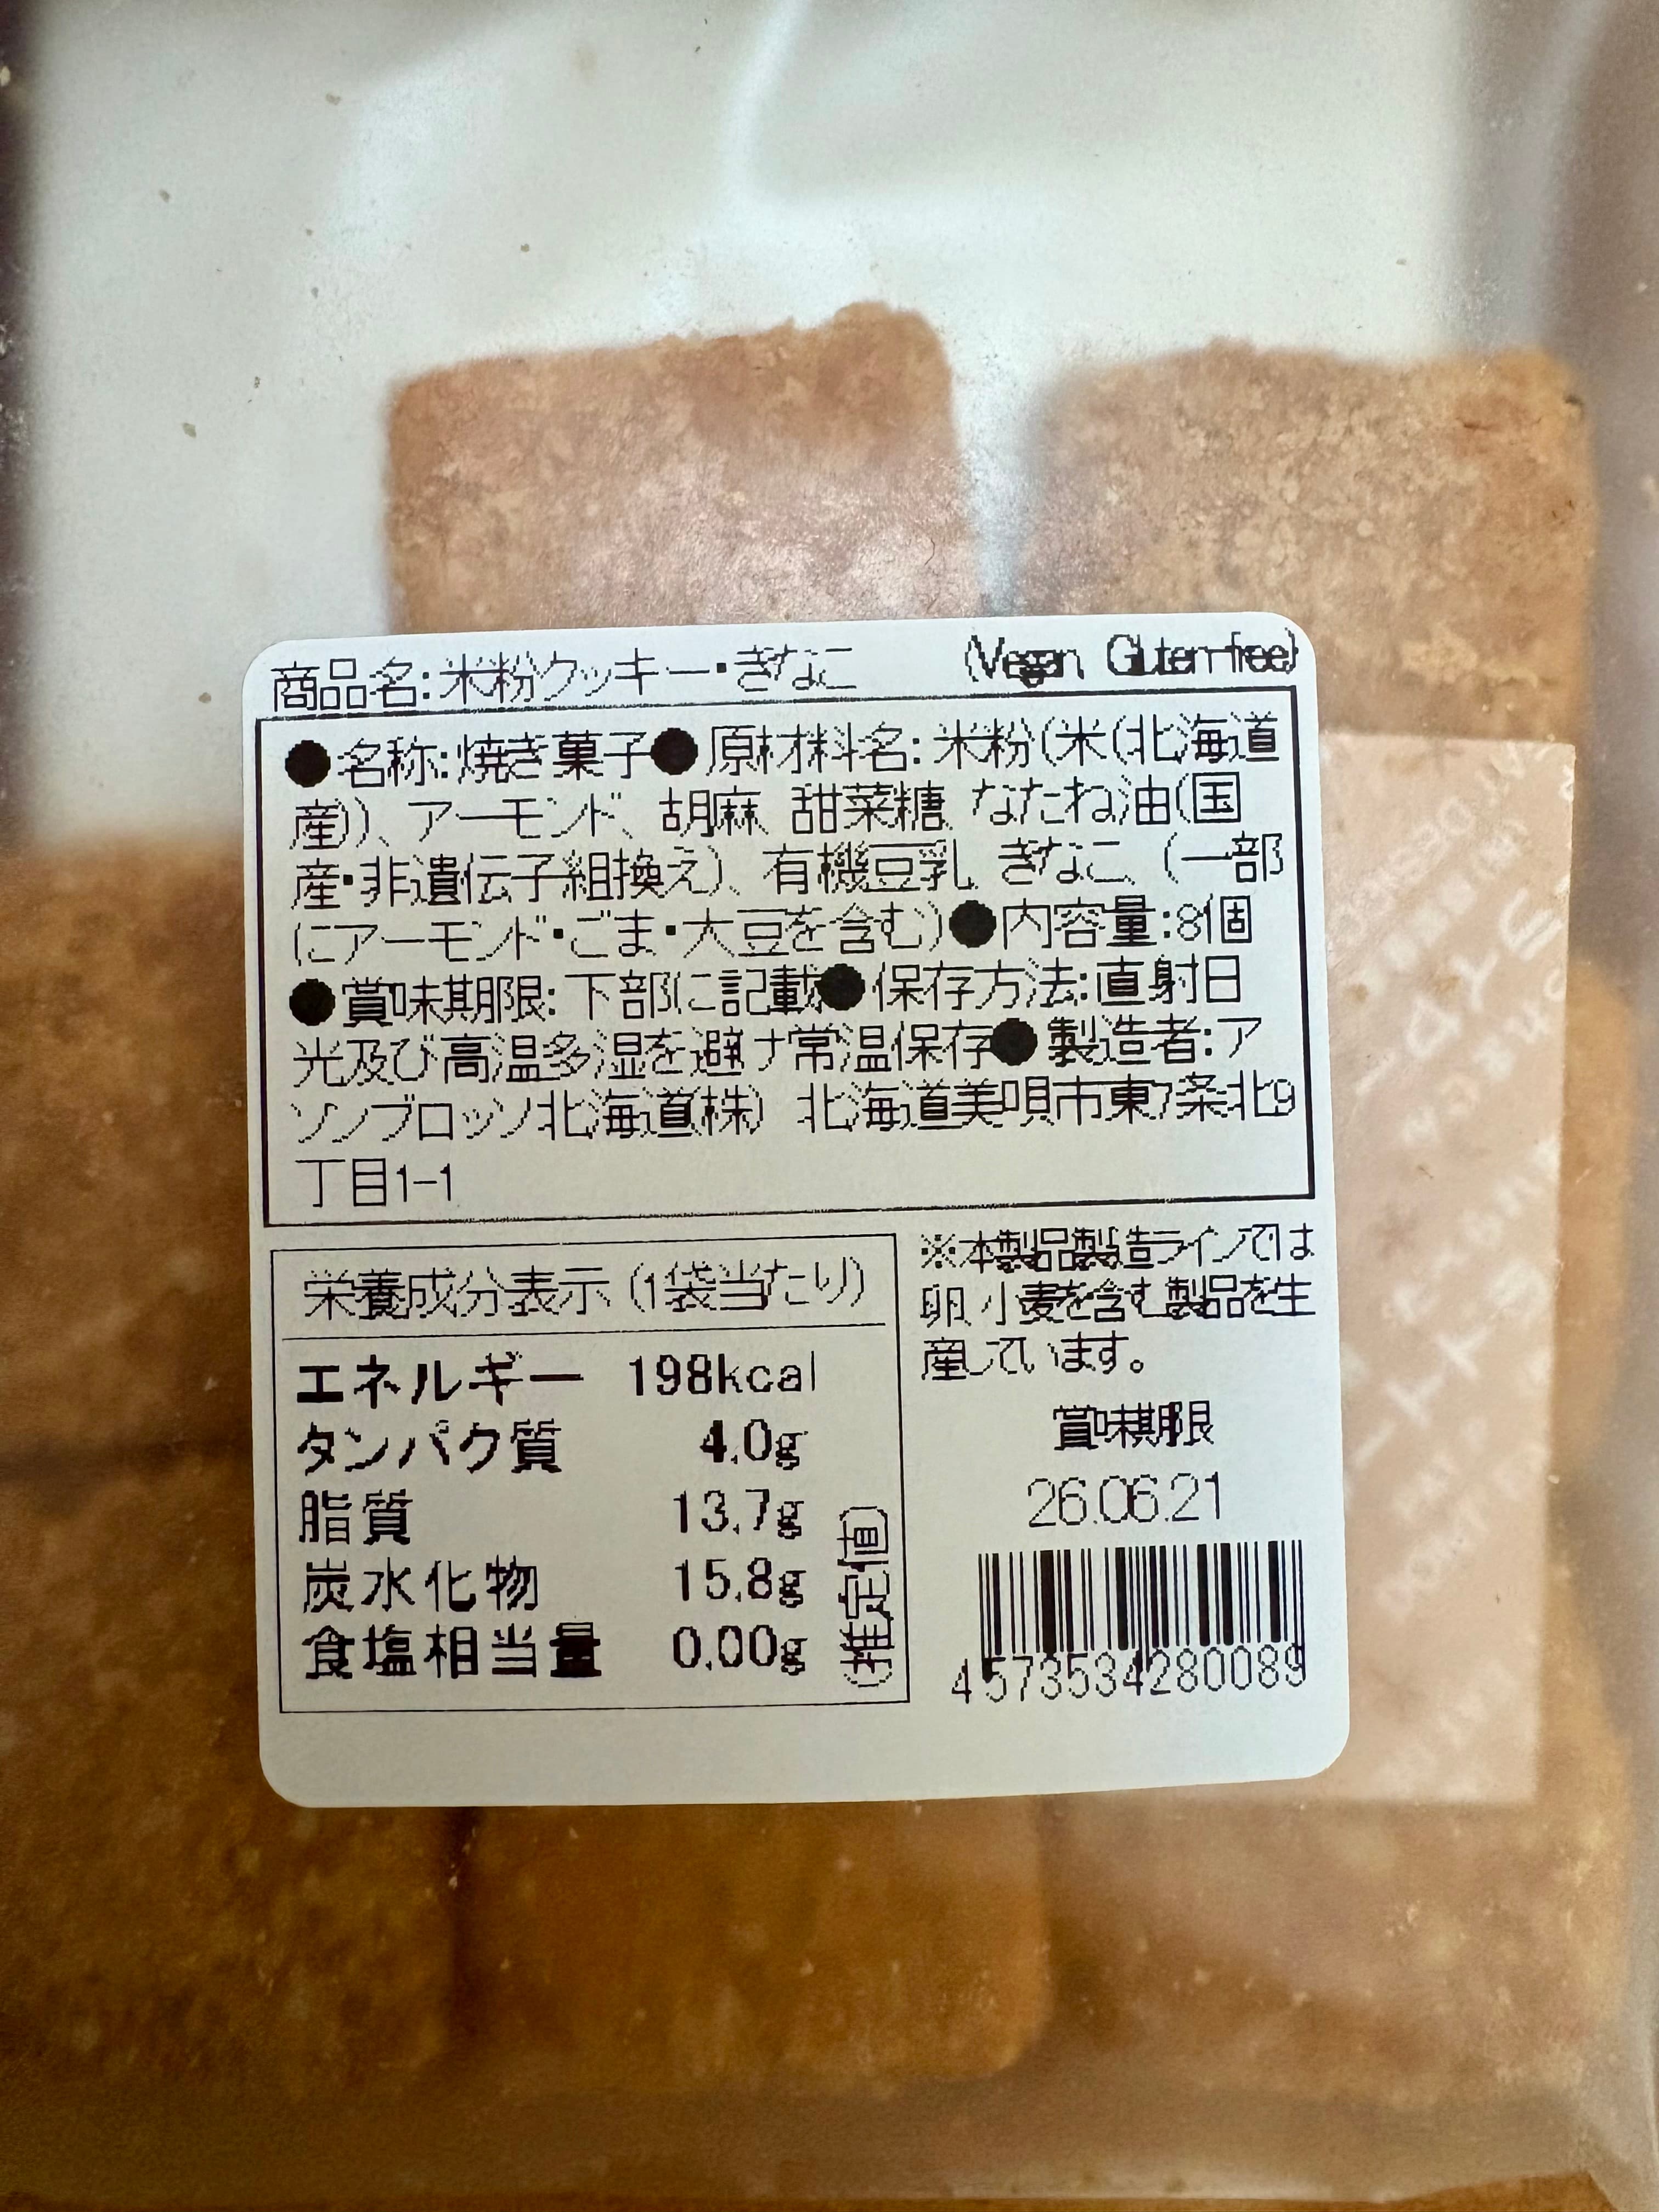 商品名:米粉クッキー・きなこ (Vegan Gluten-free)
●名称:焼き菓子●原材料名:米粉(米(北海道
産))、アーモンド、胡麻、甜菜糖、なたね油(国
産・非遺伝子組換え)、有機豆乳、きなこ、(一部
にアーモンド・ごま・大豆を含む)●内容量:8個
●賞味期限:下部に記載●保存方法:直射日
光及び高温多湿を避け常温保存●製造者:ア
ソンブロッソ北海道(株) 北海道美唄市東7条北9
丁目1-1
栄養成分表示(1袋当たり)
エネルギー 198kcal
タンパク質 4.0g
脂質 13.7g
炭水化物 15.8g
食塩相当量 0.00g
(推定値)
※本製品製造ラインでは
卵、小麦を含む製品を生
産しています。
賞味期限
26.06.21
4573534280089